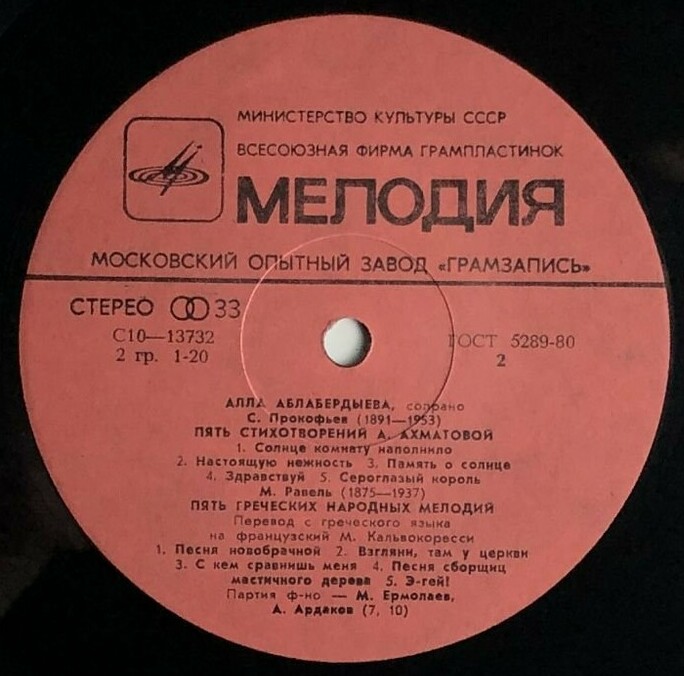 МИНИСТЕРСТВО КУЛЬТУРЫ СССР
ВСЕСОЮЗНАЯ ФИРМА ГРАМПЛАСТИНОК
МЕЛОДИЯ
МОСКОВСКИЙ ОПЫТНЫЙ ЗАВОД «ГРАМЗАПИСЬ»
СТЕРЕО 33
С10—13732
2 гр. 1-20
ГОСТ 5289-80
2
АЛЛА АБЛАБЕРДЫЕВА, сопрано
С. Прокофьев (1891—1953)
ПЯТЬ СТИХОТВОРЕНИЙ А. АХМАТОВОЙ
1. Солнце комнату наполнило
2. Настоящую нежность 3. Память о солнце
4. Здравствуй 5. Сероглазый король
М. Равель (1875—1937)
ПЯТЬ ГРЕЧЕСКИХ НАРОДНЫХ МЕЛОДИЙ
Перевод с греческого языка
на французский М. Кальвокоресси
1. Песня новобрачной 2. Взгляни, там у церкви
3. С кем сравнишь меня 4. Песня сборщиц
мастичного дерева 5. Э-гей!
Партия ф-но — М. Ермолаев,
А. Ардаков (7, 10)